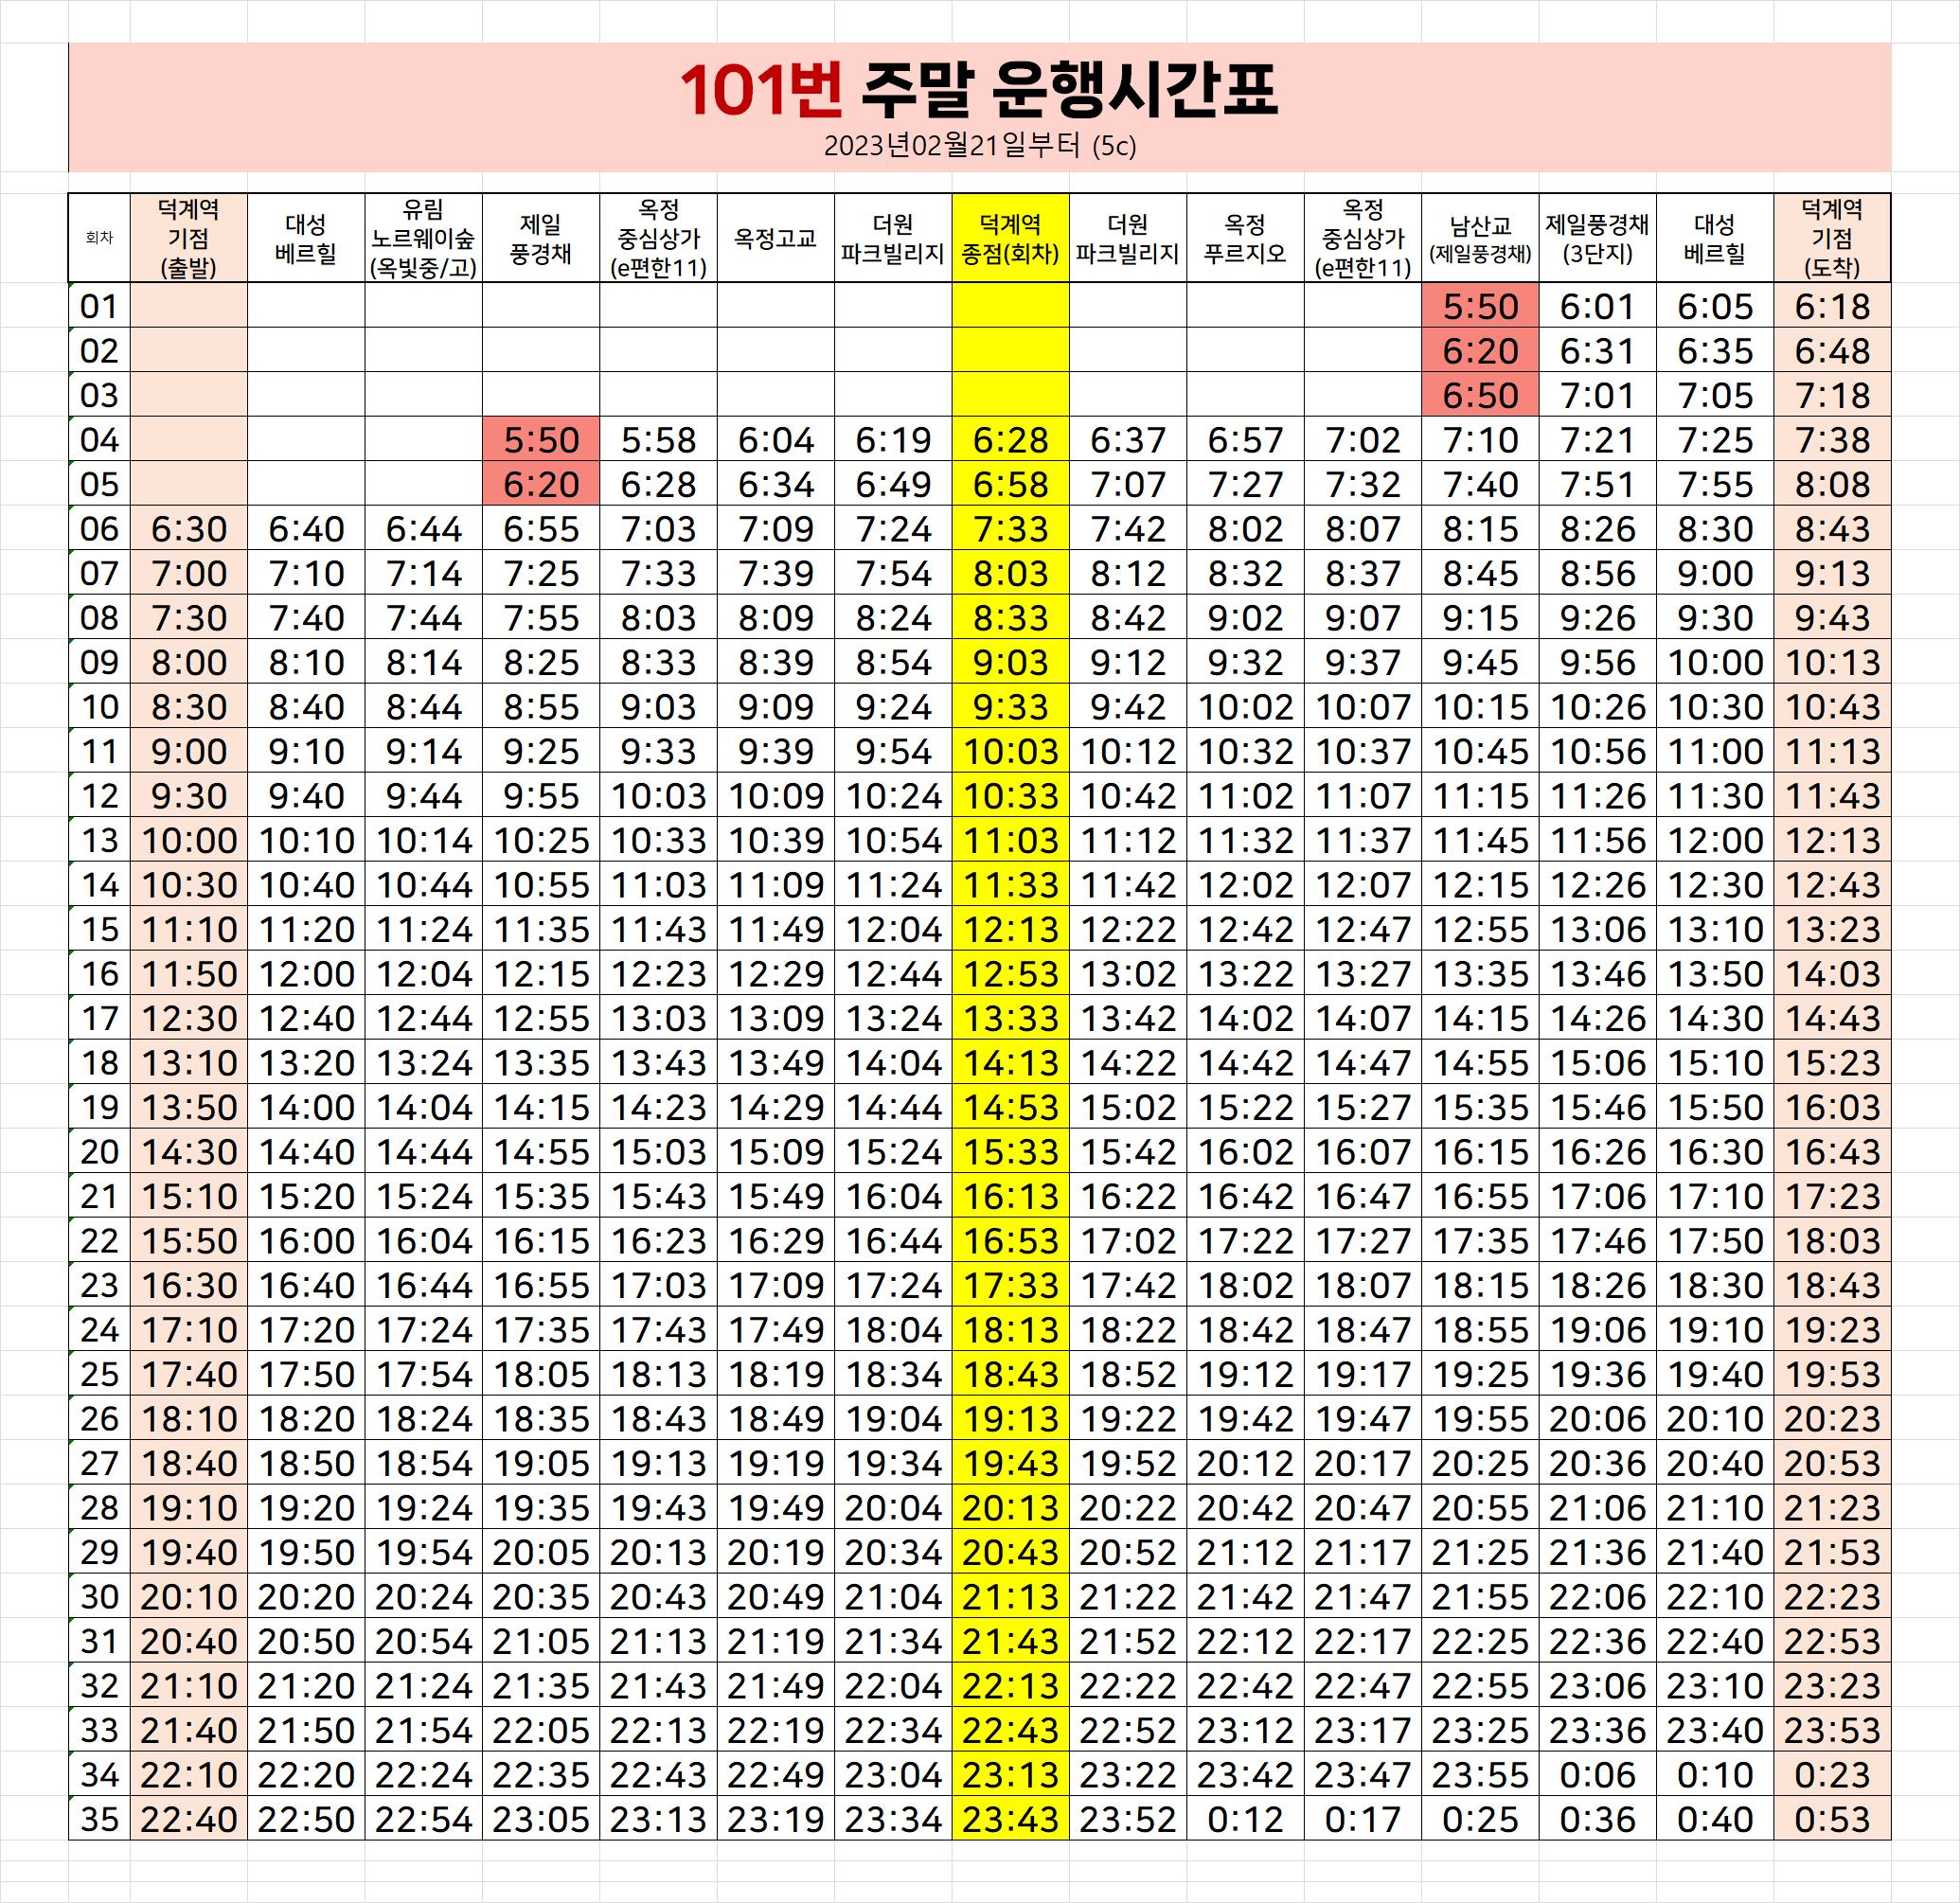 101번 주말 운행시간표
2023년02월21일부터 (5c)
회차 덕계역 기점 (출발) 대성 베르힐 유림 노르웨이숲 (옥빛중/고) 제일 풍경채 옥정 중심상가 (e편한11) 옥정고교 더원 파크빌리지 덕계역 종점(회차) 더원 파크빌리지 옥정 푸르지오 옥정 중심상가 (e편한11) 남산교 (제일풍경채) 제일풍경채 (3단지) 대성 베르힐 덕계역 기점 (도착)
01 5:50 6:01 6:05 6:18
02 6:20 6:31 6:35 6:48
03 6:50 7:01 7:05 7:18
04 5:50 5:58 6:04 6:19 6:28 6:37 6:57 7:02 7:10 7:21 7:25 7:38
05 6:20 6:28 6:34 6:49 6:58 7:07 7:27 7:32 7:40 7:51 7:55 8:08
06 6:30 6:40 6:44 6:55 7:03 7:09 7:24 7:33 7:42 8:02 8:07 8:15 8:26 8:30 8:43
07 7:00 7:10 7:14 7:25 7:33 7:39 7:54 8:03 8:12 8:32 8:37 8:45 8:56 9:00 9:13
08 7:30 7:40 7:44 7:55 8:03 8:09 8:24 8:33 8:42 9:02 9:07 9:15 9:26 9:30 9:43
09 8:00 8:10 8:14 8:25 8:33 8:39 8:54 9:03 9:12 9:32 9:37 9:45 9:56 10:00 10:13
10 8:30 8:40 8:44 8:55 9:03 9:09 9:24 9:33 9:42 10:02 10:07 10:15 10:26 10:30 10:43
11 9:00 9:10 9:14 9:25 9:33 9:39 9:54 10:03 10:12 10:32 10:37 10:45 10:56 11:00 11:13
12 9:30 9:40 9:44 9:55 10:03 10:09 10:24 10:33 10:42 11:02 11:07 11:15 11:26 11:30 11:43
13 10:00 10:10 10:14 10:25 10:33 10:39 10:54 11:03 11:12 11:32 11:37 11:45 11:56 12:00 12:13
14 10:30 10:40 10:44 10:55 11:03 11:09 11:24 11:33 11:42 12:02 12:07 12:15 12:26 12:30 12:43
15 11:10 11:20 11:24 11:35 11:43 11:49 12:04 12:13 12:22 12:42 12:47 12:55 13:06 13:10 13:23
16 11:50 12:00 12:04 12:15 12:23 12:29 12:44 12:53 13:02 13:22 13:27 13:35 13:46 13:50 14:03
17 12:30 12:40 12:44 12:55 13:03 13:09 13:24 13:33 13:42 14:02 14:07 14:15 14:26 14:30 14:43
18 13:10 13:20 13:24 13:35 13:43 13:49 14:04 14:13 14:22 14:42 14:47 14:55 15:06 15:10 15:23
19 13:50 14:00 14:04 14:15 14:23 14:29 14:44 14:53 15:02 15:22 15:27 15:35 15:46 15:50 16:03
20 14:30 14:40 14:44 14:55 15:03 15:09 15:24 15:33 15:42 16:02 16:07 16:15 16:26 16:30 16:43
21 15:10 15:20 15:24 15:35 15:43 15:49 16:04 16:13 16:22 16:42 16:47 16:55 17:06 17:10 17:23
22 15:50 16:00 16:04 16:15 16:23 16:29 16:44 16:53 17:02 17:22 17:27 17:35 17:46 17:50 18:03
23 16:30 16:40 16:44 16:55 17:03 17:09 17:24 17:33 17:42 18:02 18:07 18:15 18:26 18:30 18:43
24 17:10 17:20 17:24 17:35 17:43 17:49 18:04 18:13 18:22 18:42 18:47 18:55 19:06 19:10 19:23
25 17:40 17:50 17:54 18:05 18:13 18:19 18:34 18:43 18:52 19:12 19:17 19:25 19:36 19:40 19:53
26 18:10 18:20 18:24 18:35 18:43 18:49 19:04 19:13 19:22 19:42 19:47 19:55 20:06 20:10 20:23
27 18:40 18:50 18:54 19:05 19:13 19:19 19:34 19:43 19:52 20:12 20:17 20:25 20:36 20:40 20:53
28 19:10 19:20 19:24 19:35 19:43 19:49 20:04 20:13 20:22 20:42 20:47 20:55 21:06 21:10 21:23
29 19:40 19:50 19:54 20:05 20:13 20:19 20:34 20:43 20:52 21:12 21:17 21:25 21:36 21:40 21:53
30 20:10 20:20 20:24 20:35 20:43 20:49 21:04 21:13 21:22 21:42 21:47 21:55 22:06 22:10 22:23
31 20:40 20:50 20:54 21:05 21:13 21:19 21:34 21:43 21:52 22:12 22:17 22:25 22:36 22:40 22:53
32 21:10 21:20 21:24 21:35 21:43 21:49 22:04 22:13 22:22 22:42 22:47 22:55 23:06 23:10 23:23
33 21:40 21:50 21:54 22:05 22:13 22:19 22:34 22:43 22:52 23:12 23:17 23:25 23:36 23:40 23:53
34 22:10 22:20 22:24 22:35 22:43 22:49 23:04 23:13 23:22 23:42 23:47 23:55 0:06 0:10 0:23
35 22:40 22:50 22:54 23:05 23:13 23:19 23:34 23:43 23:52 0:12 0:17 0:25 0:36 0:40 0:53